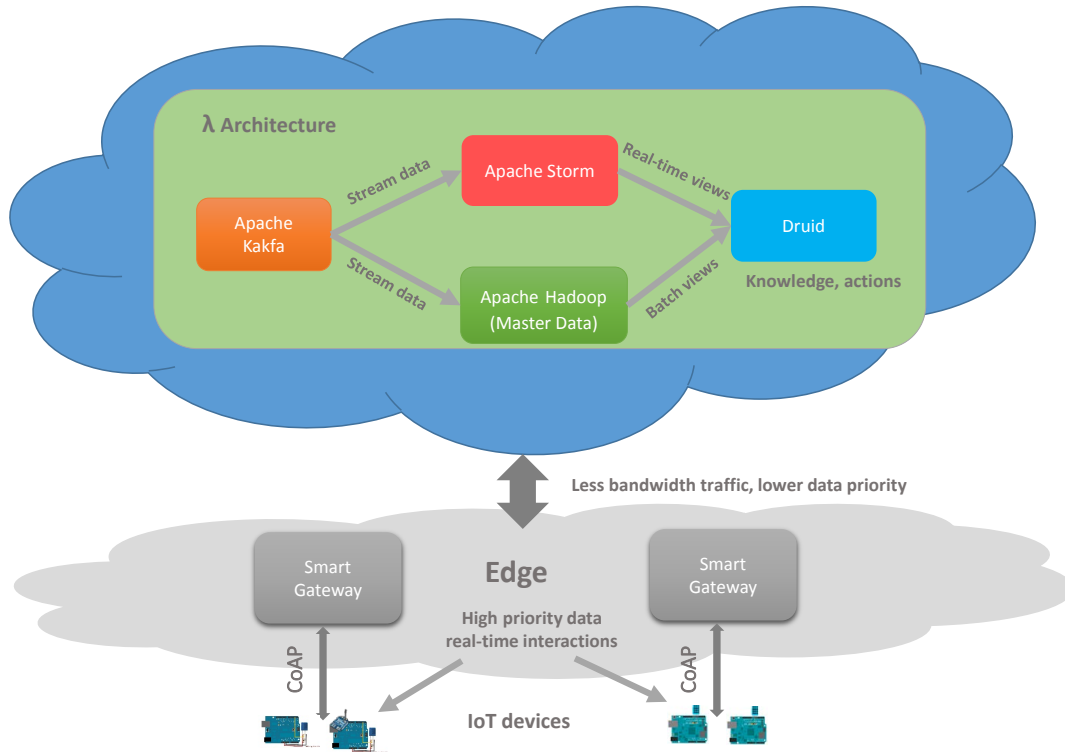 λ Architecture
Stream data
Apache Storm
Real-time views
Apache
Kakfa
Druid
Stream data
Apache Hadoop
(Master Data)
Batch views
Knowledge, actions
Less bandwidth traffic, lower data priority
Smart
Gateway
Edge
Smart
Gateway
High priority data
real-time interactions
CoAP
CoAP
IoT devices